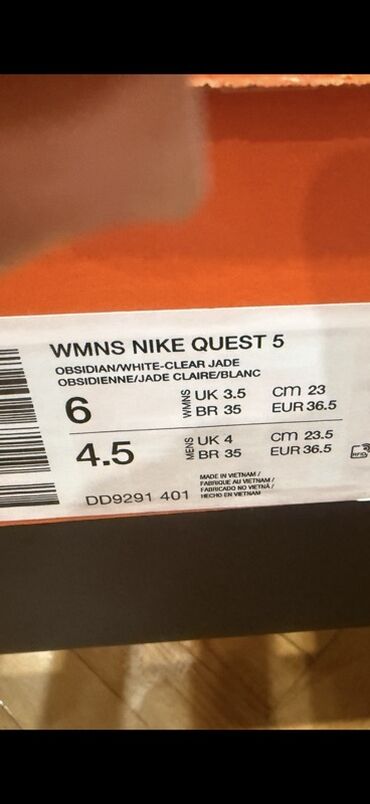 WMNS NIKE QUEST 5
OBSIDIAN/WHITE-CLEAR JADE
OBSIDIENNE/JADE CLAIRE/BLANC
6 WMNS UK 3.5 CM 23
BR 35 EUR 36.5
4.5 MENS UK 4 CM 23.5
BR 35 EUR 36.5
DD9291 401
MADE IN VIETNAM /
FABRIQUE AU VIETNAM /
FABRICADO NO VIETNÃ /
HECHO EN VIETNAM
RFID